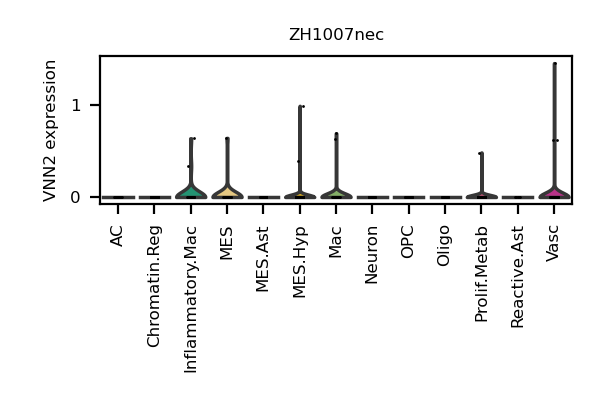 ZH1007nec
VNN2 expression
1
0
AC
Chromatin.Reg
Inflammatory.Mac
MES
MES.Ast
MES.Hyp
Mac
Neuron
OPC
Oligo
Prolif.Metab
Reactive.Ast
Vasc